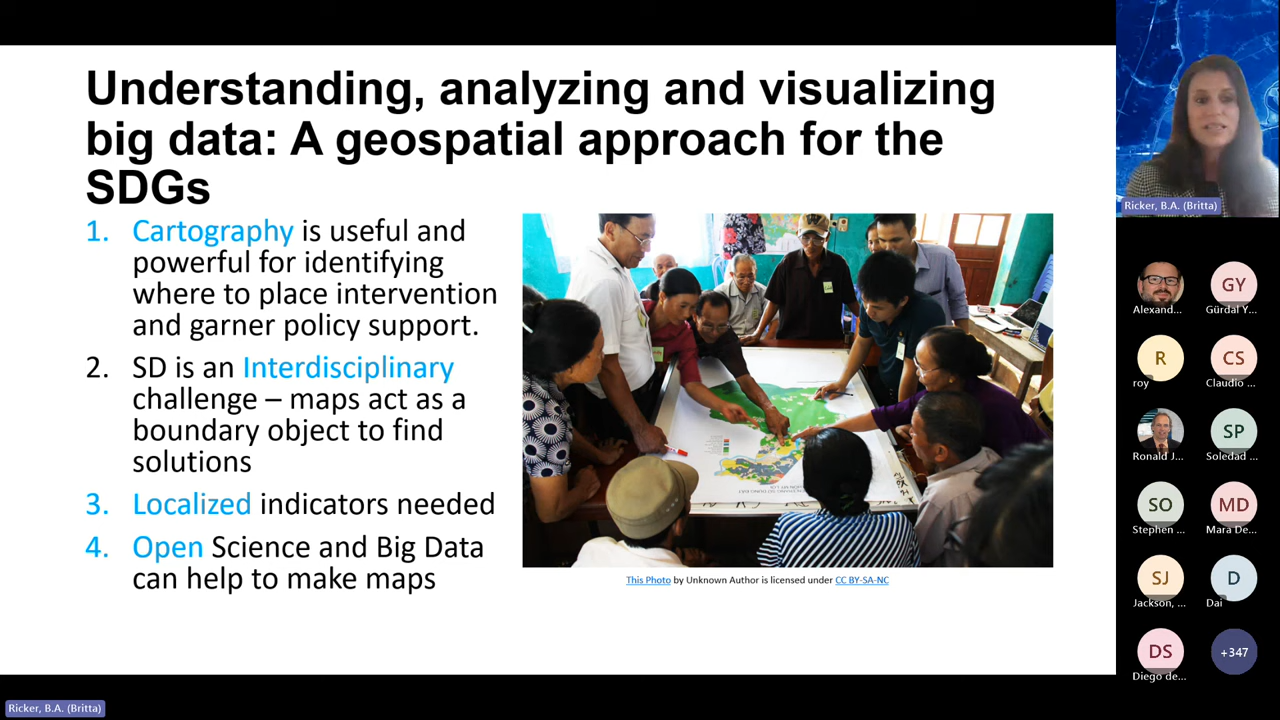 Understanding, analyzing and visualizing
big data: A geospatial approach for the
SDGs
1. Cartography is useful and
powerful for identifying
where to place intervention
and garner policy support.
2. SD is an Interdisciplinary
challenge – maps act as a
boundary object to find
solutions
3. Localized indicators needed
4. Open Science and Big Data
can help to make maps
This Photo by Unknown Author is licensed under CC BY-SA-NC
Ricker, B.A. (Britta)
Alexand...
GY
Gürdal Y...
R
roy
CS
Claudio ...
Ronald J...
SP
Soledad ...
SO
Stephen ...
MD
Mara De...
SJ
Jackson, ...
D
Dai
DS
Diego de...
+347
Ricker, B.A. (Britta)